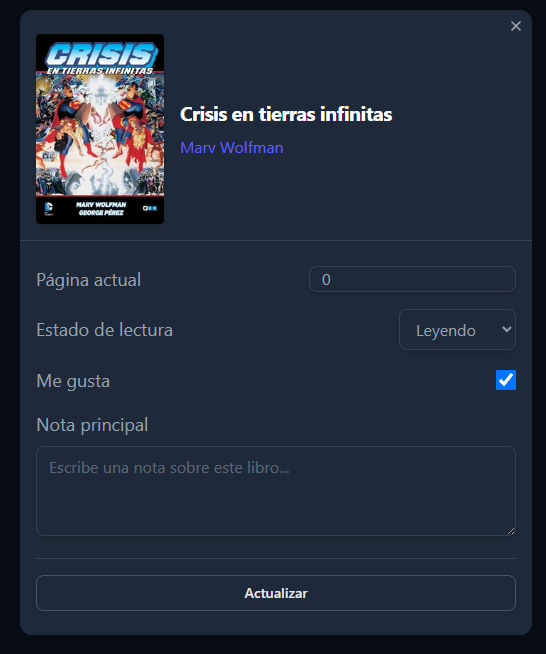 CRISIS
EN TIERRAS INFINITAS
MARV WOLFMAN
GEORGE PÉREZ
Crisis en tierras infinitas
Marv Wolfman
Página actual
0
Estado de lectura
Leyendo
Me gusta
Nota principal
Escribe una nota sobre este libro...
Actualizar